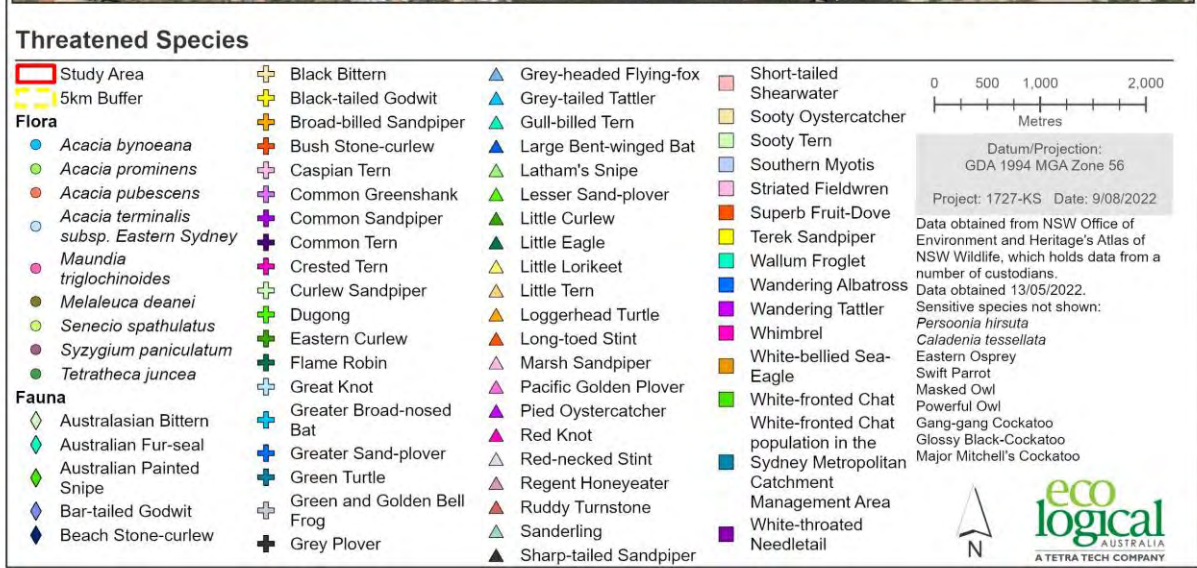 Threatened Species
Study Area
5km Buffer
Flora
Acacia bynoeana
Acacia prominens
Acacia pubescens
Acacia terminalis
subsp. Eastern Sydney
Maundia
triglochinoides
Melaleuca deanei
Senecio spathulatus
Syzygium paniculatum
Tetratheca juncea
Fauna
Australasian Bittern
Australian Fur-seal
Australian Painted
Snipe
Bar-tailed Godwit
Beach Stone-curlew
Black Bittern
Black-tailed Godwit
Broad-billed Sandpiper
Bush Stone-curlew
Caspian Tern
Common Greenshank
Common Sandpiper
Common Tern
Crested Tern
Curlew Sandpiper
Dugong
Eastern Curlew
Flame Robin
Great Knot
Greater Broad-nosed
Bat
Greater Sand-plover
Green Turtle
Green and Golden Bell
Frog
Grey Plover
Grey-headed Flying-fox
Grey-tailed Tattler
Gull-billed Tern
Large Bent-winged Bat
Latham's Snipe
Lesser Sand-plover
Little Curlew
Little Eagle
Little Lorikeet
Little Tern
Loggerhead Turtle
Long-toed Stint
Marsh Sandpiper
Pacific Golden Plover
Pied Oystercatcher
Red Knot
Red-necked Stint
Regent Honeyeater
Ruddy Turnstone
Sanderling
Sharp-tailed Sandpiper
Short-tailed
Shearwater
Sooty Oystercatcher
Sooty Tern
Southern Myotis
Striated Fieldwren
Superb Fruit-Dove
Terek Sandpiper
Wallum Froglet
Wandering Albatross
Wandering Tattler
Whimbrel
White-bellied Sea-
Eagle
White-fronted Chat
White-fronted Chat
population in the
Sydney Metropolitan
Catchment
Management Area
White-throated
Needletail
0 500 1,000 2,000
Metres
Datum/Projection:
GDA 1994 MGA Zone 56
Project: 1727-KS Date: 9/08/2022
Data obtained from NSW Office of
Environment and Heritage's Atlas of
NSW Wildlife, which holds data from a
number of custodians.
Data obtained 13/05/2022.
Sensitive species not shown:
Persoonia hirsuta
Caladenia tessellata
Eastern Osprey
Swift Parrot
Masked Owl
Powerful Owl
Gang-gang Cockatoo
Glossy Black-Cockatoo
Major Mitchell's Cockatoo
N
eco
logical
AUSTRALIA
A TETRA TECH COMPANY